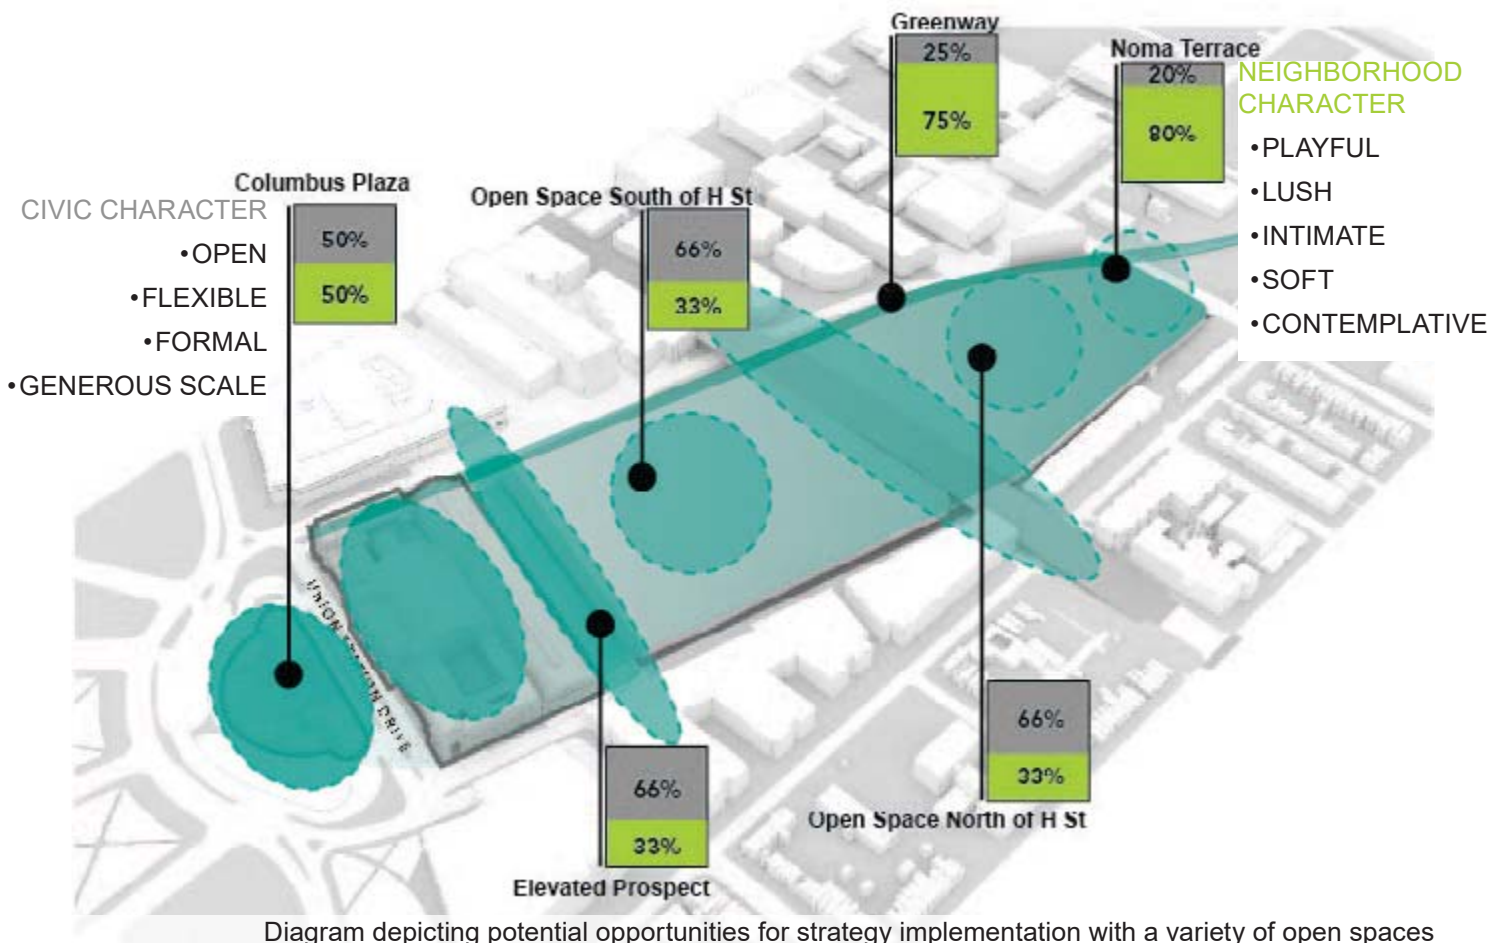 Greenway
25%
75%
Noma Terrace
20%
80%
NEIGHBORHOOD
CHARACTER
•PLAYFUL
•LUSH
•INTIMATE
•SOFT
•CONTEMPLATIVE
Columbus Plaza
50%
50%
CIVIC CHARACTER
•OPEN
•FLEXIBLE
•FORMAL
•GENEROUS SCALE
Open Space South of H St
66%
33%
UNION STATION DRIVE
66%
33%
Elevated Prospect
66%
33%
Open Space North of H St
Diagram depicting potential opportunities for strategy implementation with a variety of open spaces